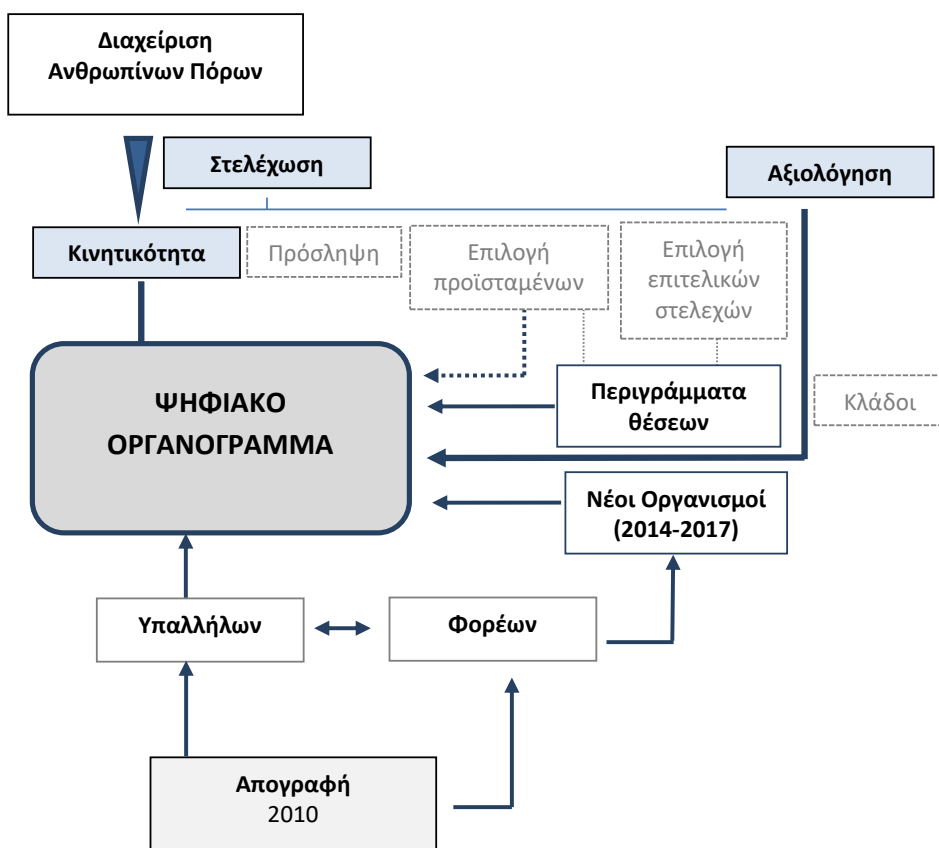 Διαχείριση
Ανθρωπίνων Πόρων
Στελέχωση
Αξιολόγηση
Κινητικότητα
Πρόσληψη
Επιλογή
προϊσταμένων
Επιλογή
επιτελικών
στελεχών
ΨΗΦΙΑΚΟ
ΟΡΓΑΝΟΓΡΑΜΜΑ
Περιγράμματα
θέσεων
Κλάδοι
Νέοι Οργανισμοί
(2014-2017)
Υπαλλήλων
Φορέων
Απογραφή
2010